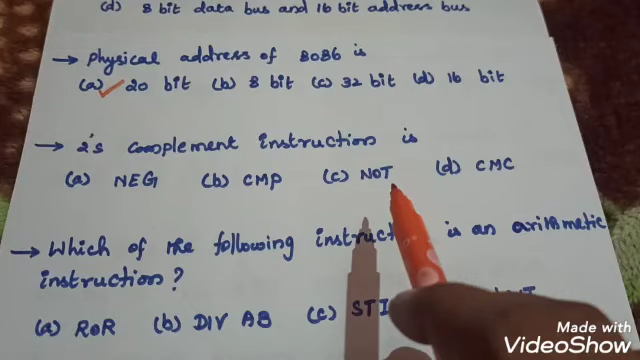 (d) 8 bit data bus and 16 bit address bus
→ Physical address of 8086 is
(a) 20 bit (b) 8 bit (c) 32 bit (d) 16 bit
→ 2's complement instruction is
(a) NEG (b) CMP (c) NOT (d) CMC
→ Which of the following instruct is an arithmetic
instruction?
(a) ROR (b) DIV AB (c) STI
Made with
VideoShow